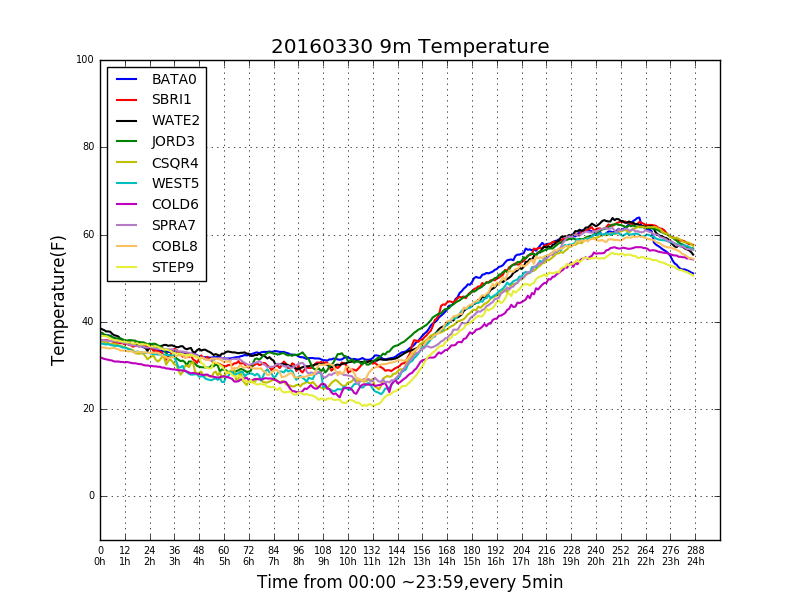 20160330 9m Temperature
100
80
60
40
20
0
Temperature(F)
BATA0
SBRI1
WATE2
JORD3
CSQR4
WEST5
COLD6
SPRA7
COBL8
STEP9
0 12 24 36 48 60 72 84 96 108 120 132 144 156 168 180 192 204 216 228 240 252 264 276 288
0h 1h 2h 3h 4h 5h 6h 7h 8h 9h 10h 11h 12h 13h 14h 15h 16h 17h 18h 19h 20h 21h 22h 23h 24h
Time from 00:00 ~23:59,every 5min